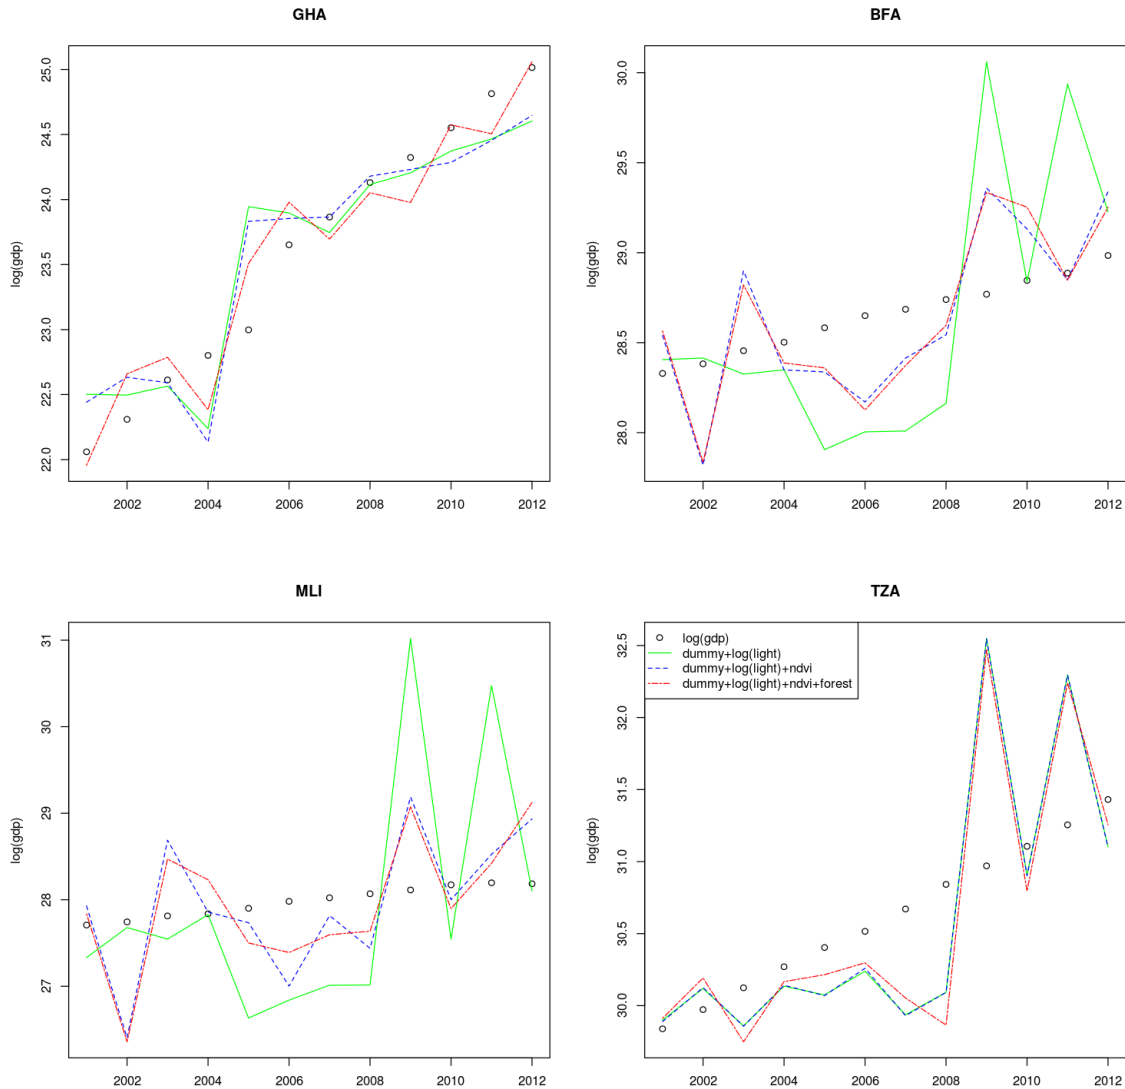 GHA
log(gdp)
25.0
24.5
24.0
23.5
23.0
22.5
22.0
2002 2004 2006 2008 2010 2012
BFA
log(gdp)
30.0
29.5
29.0
28.5
28.0
2002 2004 2006 2008 2010 2012
MLI
log(gdp)
31
30
29
28
27
2002 2004 2006 2008 2010 2012
TZA
log(gdp)
dummy+log(light)
dummy+log(light)+ndvi
dummy+log(light)+ndvi+forest
log(gdp)
32.5
32.0
31.5
31.0
30.5
30.0
2002 2004 2006 2008 2010 2012